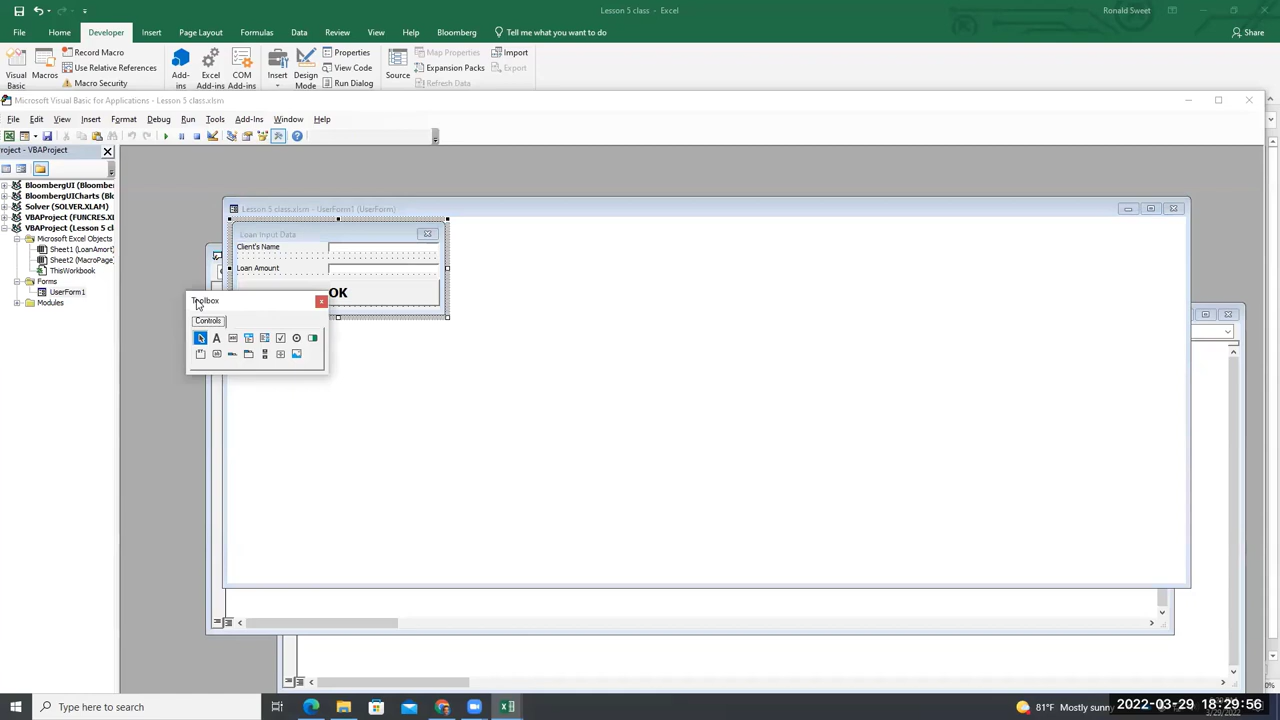 Lesson 5 class - Excel
Ronald Sweet
File Home Developer Insert Page Layout Formulas Data Review View Help Bloomberg Tell me what you want to do Share
Visual Basic
Macros
Record Macro
Use Relative References
Macro Security
Add-ins
Excel Add-ins
COM Add-ins
Insert
Design Mode
Properties
View Code
Run Dialog
Source
Map Properties
Expansion Packs
Refresh Data
Import
Export
Microsoft Visual Basic for Applications - Lesson 5 class.xlsm
File Edit View Insert Format Debug Run Tools Add-Ins Window Help
roject - VBAProject
BloombergUI (Bloombe
BloombergUICharts (Blo
Solver (SOLVER.XLAM)
VBAProject (FUNCRES.XL
VBAProject (Lesson 5 cl
Microsoft Excel Objects
Sheet1 (LoanAmort)
Sheet2 (MacroPage)
ThisWorkbook
Forms
UserForm1
Modules
Lesson 5 class.xlsm - UserForm1 (UserForm)
Loan Input Data
Client's Name
Loan Amount
OK
Toolbox
Controls
Type here to search
81°F Mostly sunny
2022-03-29 18:29:56